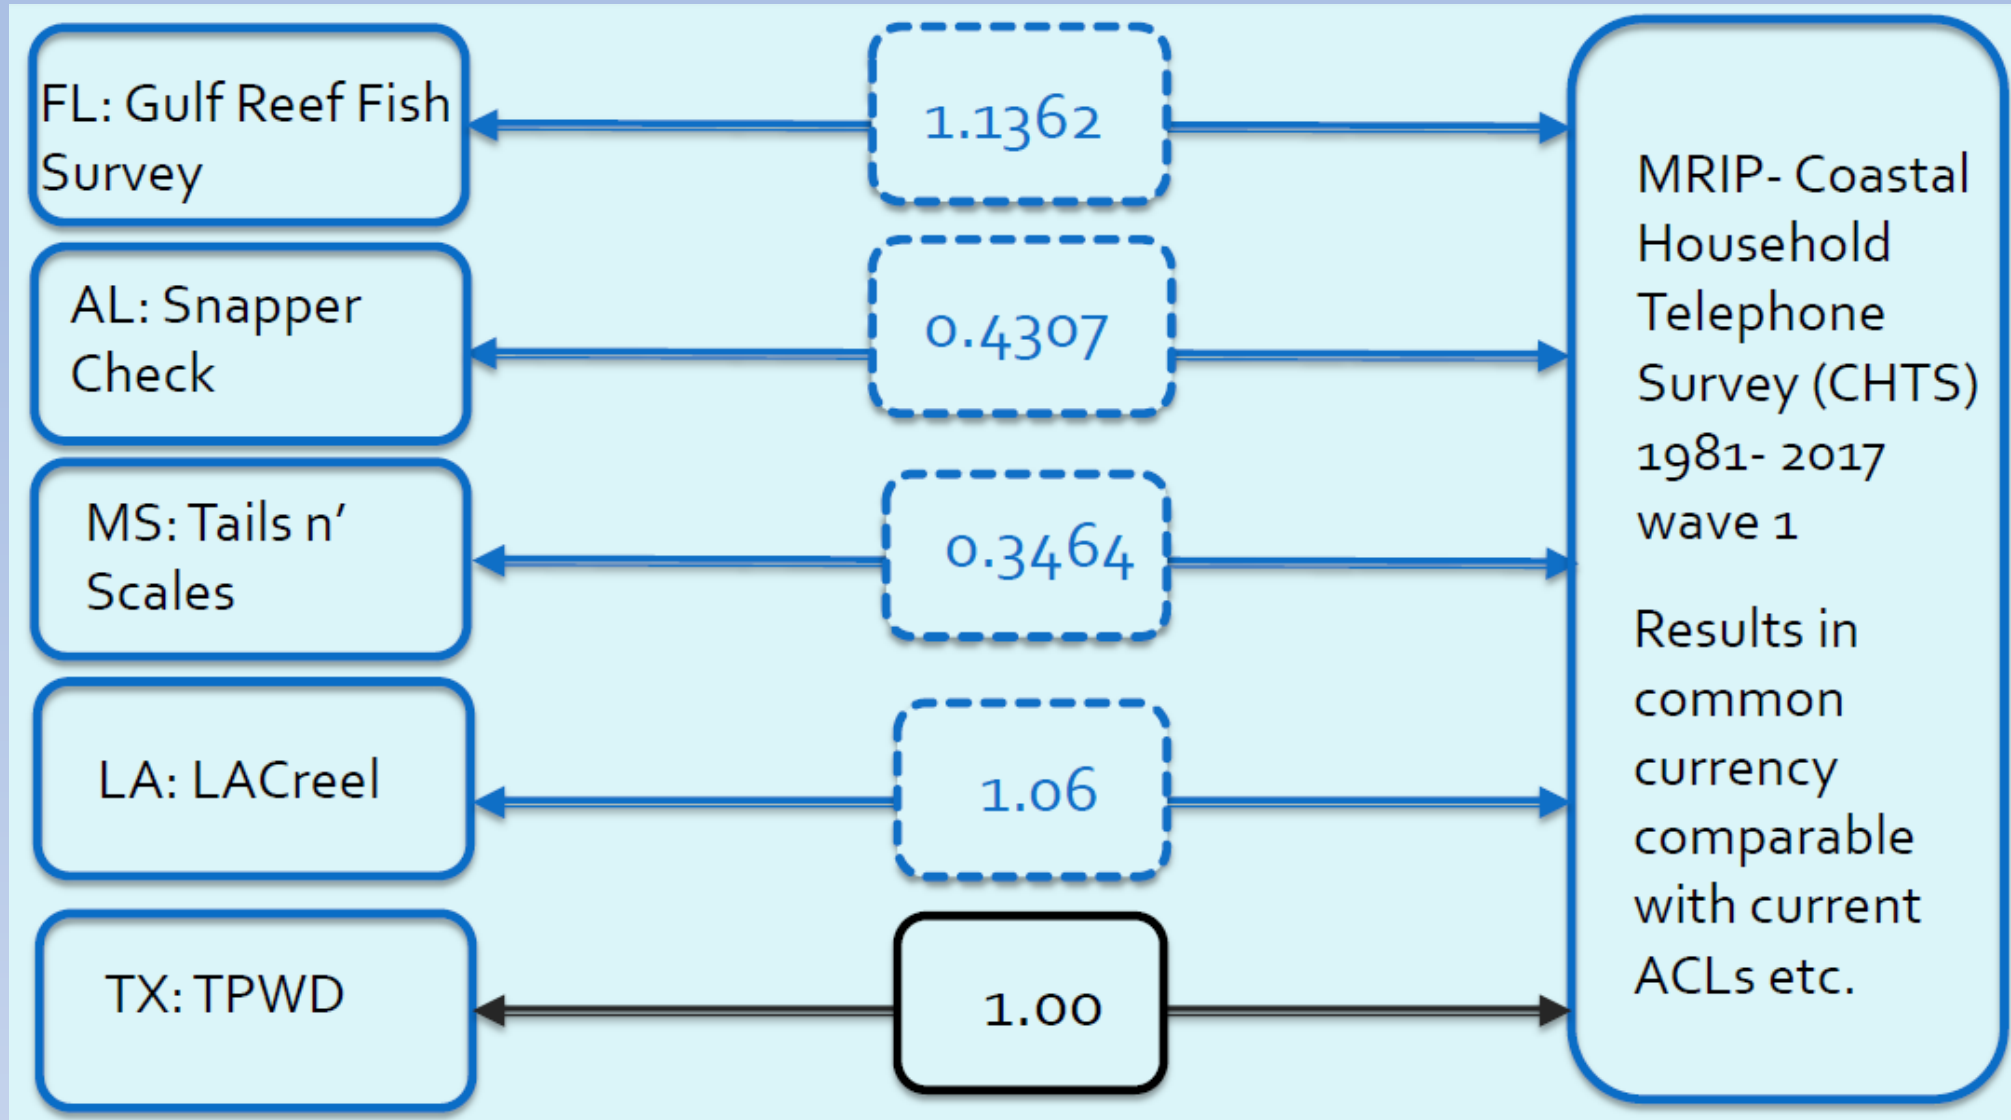 FL: Gulf Reef Fish
Survey
1.1362
AL: Snapper
Check
0.4307
MS: Tails n’
Scales
0.3464
LA: LACreel
1.06
TX: TPWD
1.00
MRIP- Coastal
Household
Telephone
Survey (CHTS)
1981- 2017
wave 1
Results in
common
currency
comparable
with current
ACLs etc.